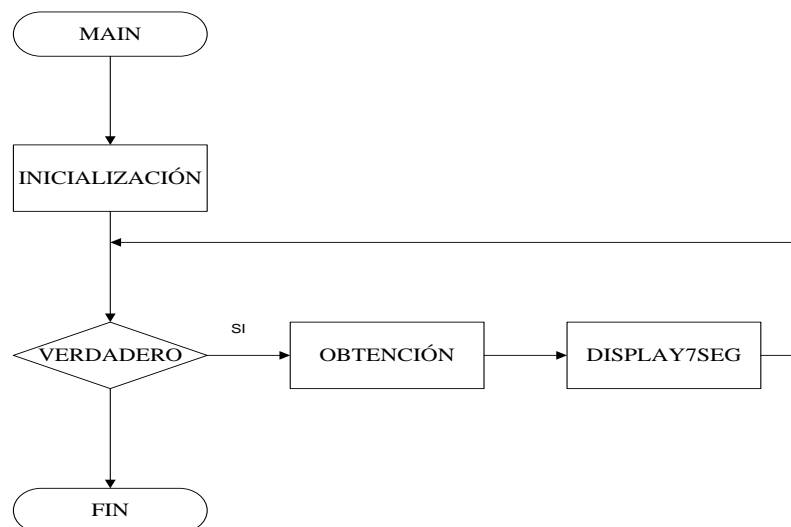 MAIN
INICIALIZACIÓN
VERDADERO
SI
OBTENCIÓN
DISPLAY7SEG
FIN